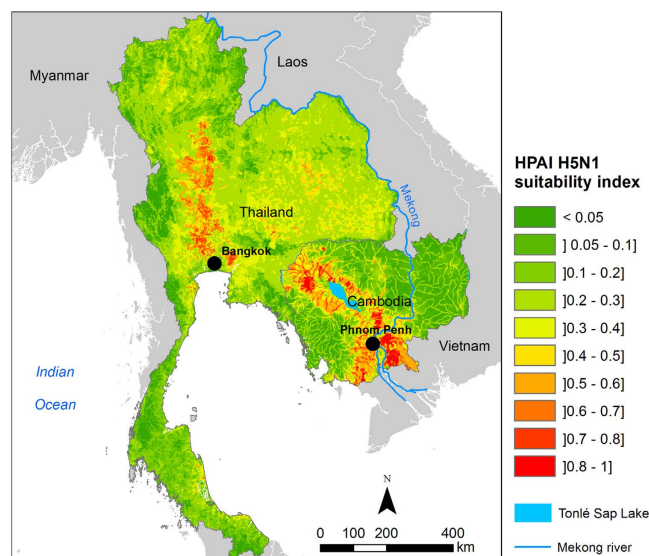 Myanmar
Laos
Thailand
Mekong
Bangkok
Cambodia
Phnom Penh
Vietnam
Indian
Ocean
N
0 100 200 400
km
HPAI H5N1
suitability index
< 0.05
] 0.05 - 0.1]
]0.1 - 0.2]
]0.2 - 0.3]
]0.3 - 0.4]
]0.4 - 0.5]
]0.5 - 0.6]
]0.6 - 0.7]
]0.7 - 0.8]
]0.8 - 1]
Tonlé Sap Lake
Mekong river